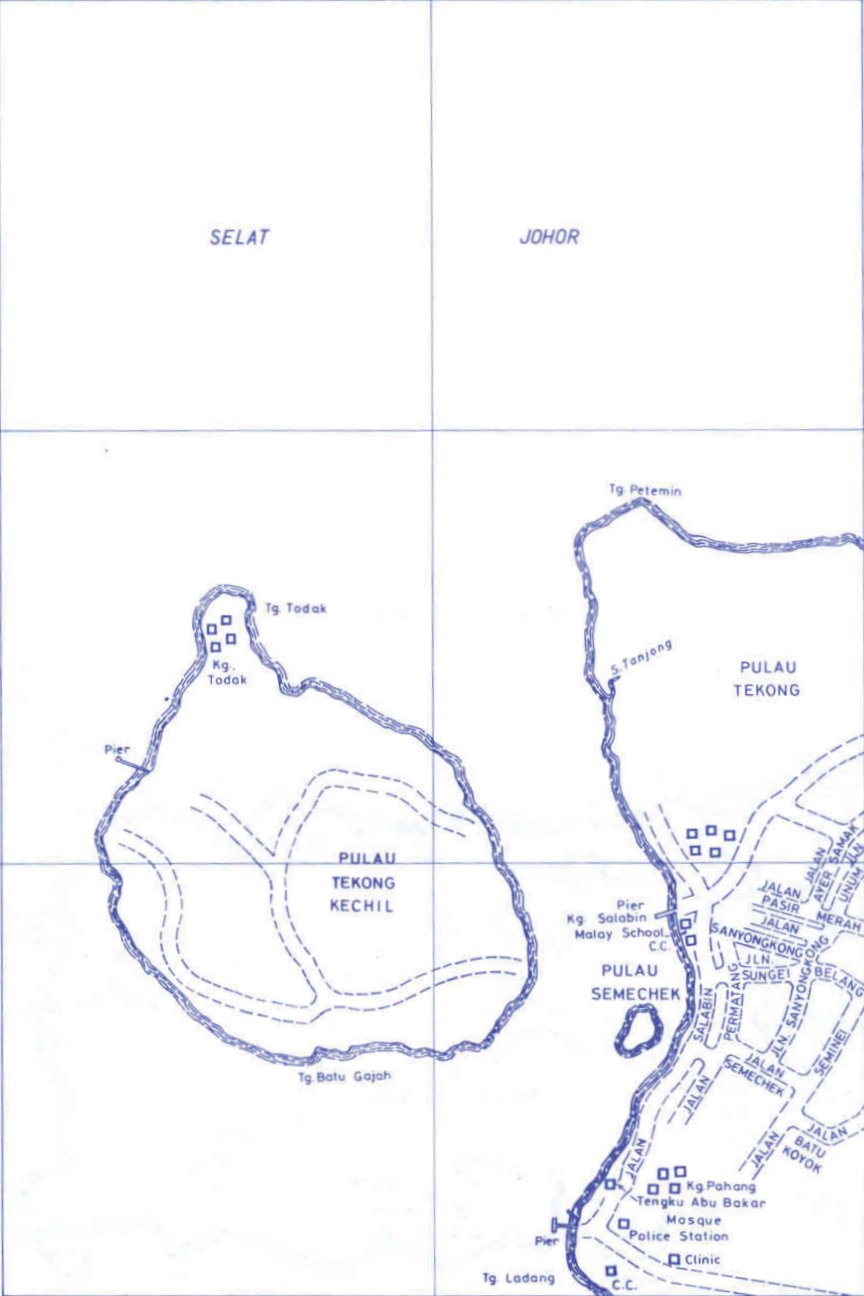 SELAT
JOHOR
Tg. Petemin
Tg. Todak
Kg.
Todak
S. Tanjong
PULAU
TEKONG
Pier
PULAU
TEKONG
KECHIL
Tg. Batu Gajah
Pier
Kg. Salabin
Malay School
C.C.
PULAU
SEMECHEK
JALAN
AYER SAMAK
JLN
UNUM
JALAN
PASIR
MERAH
JALAN
SANYONGKONG
JLN.
SUNGEI
BELANG
JLN. SANYONGKONG
SALABIN
PERMATANG
SEMINEI
JALAN
SEMECHEK
JALAN
JALAN
JALAN
BATU
KOYOK
JALAN
JALAN
Kg. Pahang
Tengku Abu Bakar
Mosque
Police Station
Pier
Clinic
Tg. Ladang
C.C.